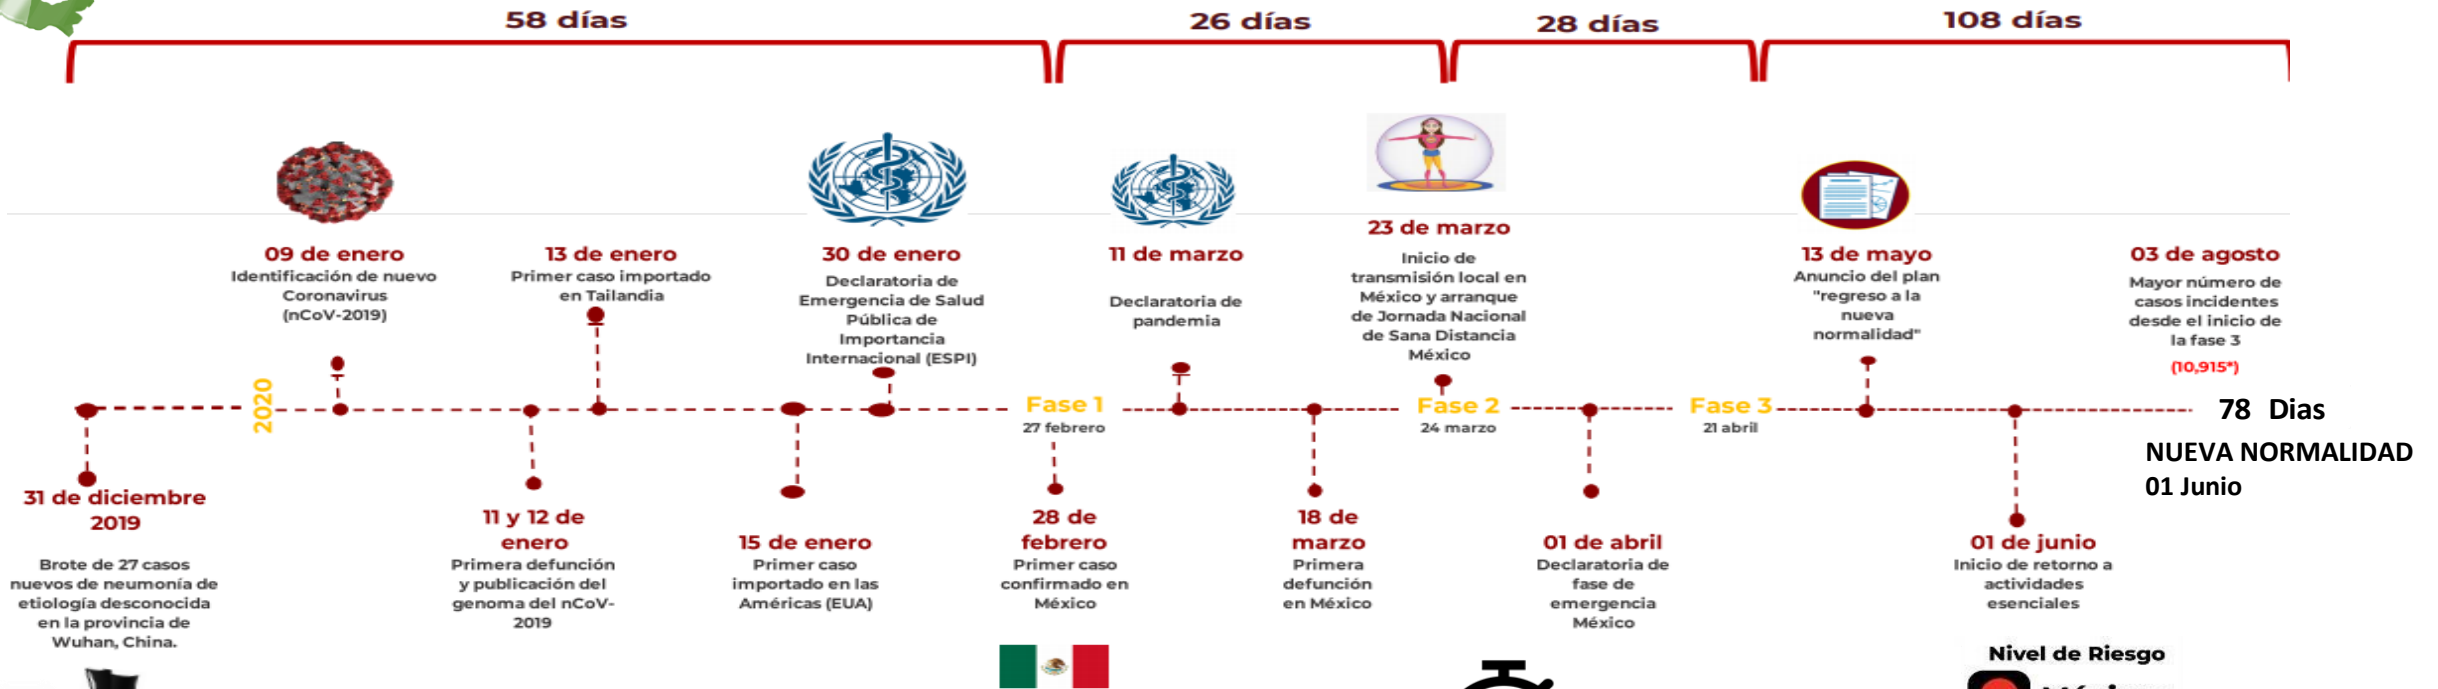 58 días
26 días
28 días
108 días
09 de enero
Identificación de nuevo
Coronavirus
(nCoV-2019)
13 de enero
Primer caso importado
en Tailandia
30 de enero
Declaratoria de
Emergencia de Salud
Pública de
Importancia
Internacional (ESPI)
11 de marzo
Declaratoria de
pandemia
23 de marzo
Inicio de
transmisión local en
México y arranque
de Jornada Nacional
de Sana Distancia
México
13 de mayo
Anuncio del plan
"regreso a la
nueva
normalidad"
03 de agosto
Mayor número de
casos incidentes
desde el inicio de
la fase 3
(10,915*)
2020
Fase 1
27 febrero
Fase 2
24 marzo
Fase 3
21 abril
78 Dias
NUEVA NORMALIDAD
01 Junio
31 de diciembre
2019
Brote de 27 casos
nuevos de neumonía de
etiología desconocida
en la provincia de
Wuhan, China.
11 y 12 de
enero
Primera defunción
y publicación del
genoma del nCoV-
2019
15 de enero
Primer caso
importado en las
Américas (EUA)
28 de
febrero
Primer caso
confirmado en
México
18 de
marzo
Primera
defunción
en México
01 de abril
Declaratoria de
fase de
emergencia
México
01 de junio
Inicio de retorno a
actividades
esenciales
Nivel de Riesgo